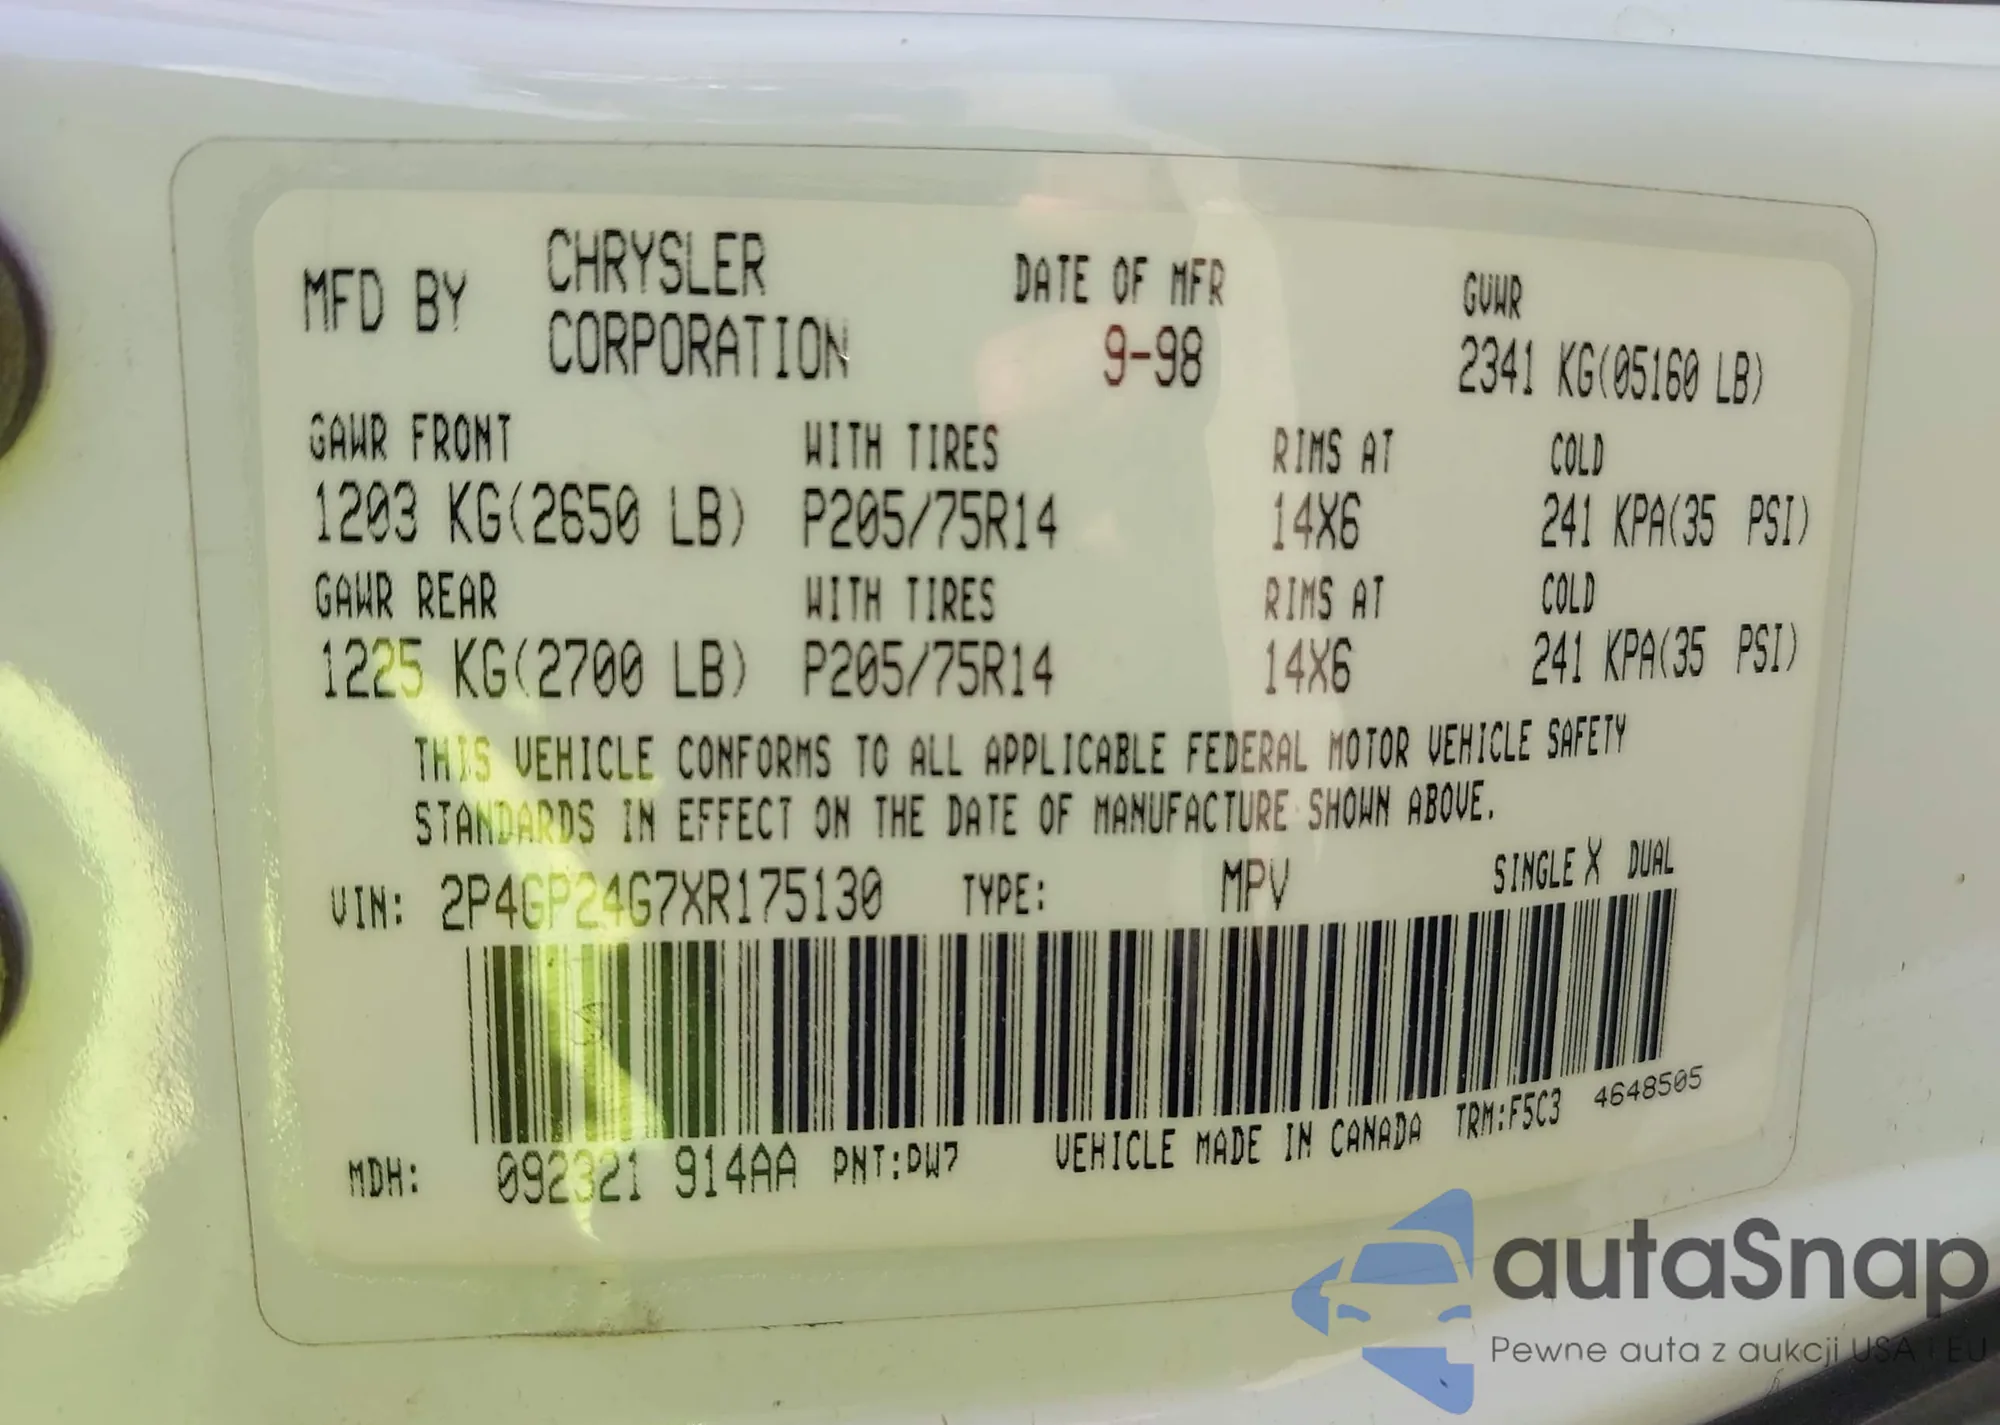 MFD BY CHRYSLER CORPORATION DATE OF MFR 9-98 GVWR 2341 KG(05160 LB)
GAWR FRONT WITH TIRES RIMS AT COLD
1203 KG(2650 LB) P205/75R14 14X6 241 KPA(35 PSI)
GAWR REAR WITH TIRES RIMS AT COLD
1225 KG(2700 LB) P205/75R14 14X6 241 KPA(35 PSI)
THIS VEHICLE CONFORMS TO ALL APPLICABLE FEDERAL MOTOR VEHICLE SAFETY
STANDARDS IN EFFECT ON THE DATE OF MANUFACTURE SHOWN ABOVE.
VIN: 2P4GP24G7XR175130 TYPE: MPV SINGLE X DUAL
MDH: 092321 914AA PNT:PW7 VEHICLE MADE IN CANADA TRM:F5C3 4648505
autaSnap
Pewne auta z aukcji USA i EU